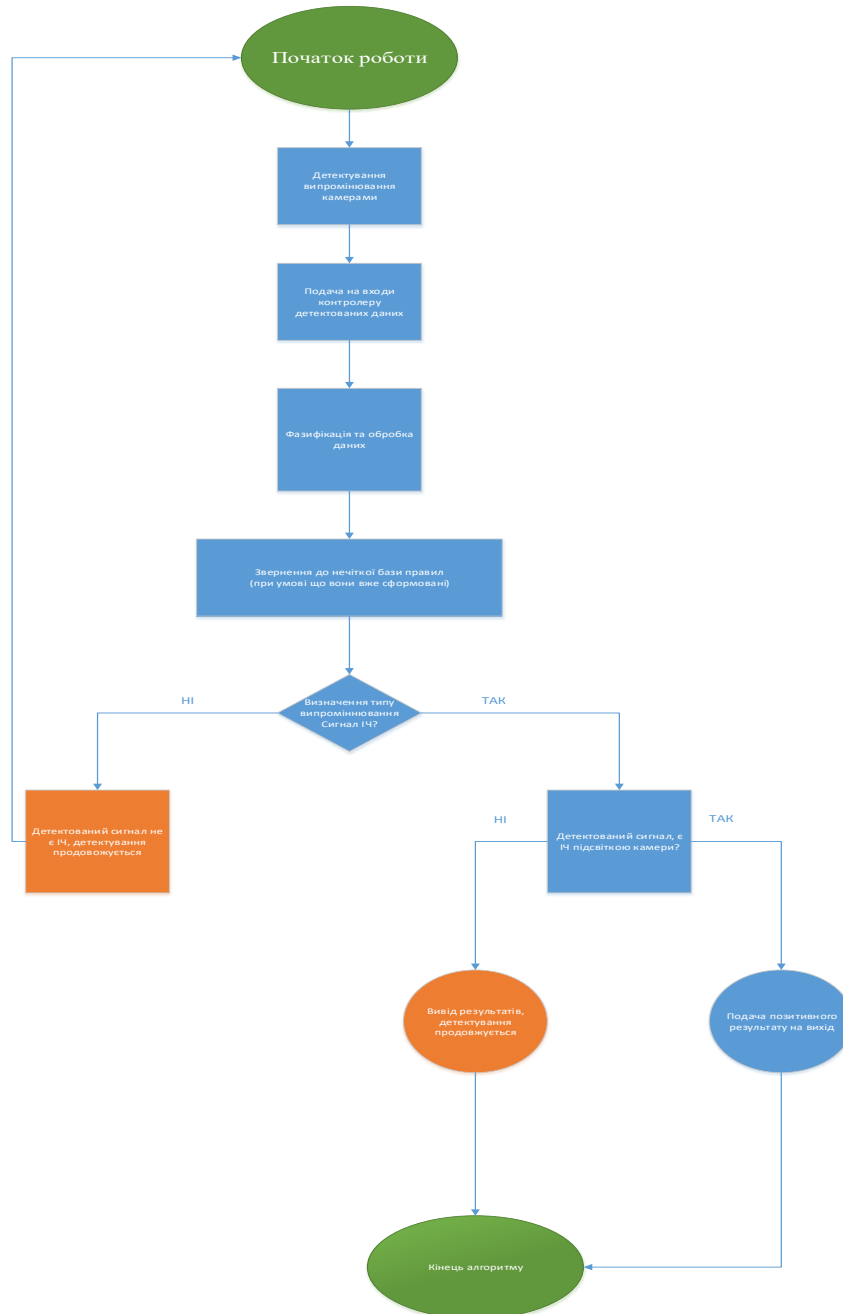 Початок роботи
Детектування
випромінювання
камерами
Подача на входи
контролеру
детектованих даних
Фазифікація та обробка
даних
Звернення до нечіткої бази правил
(при умові що вони вже сформовані)
НІ
Визначення типу
випроміннювання
Сигнал ІЧ?
ТАК
Детектований сигнал не
є ІЧ, детектування
продовожується
НІ
Детектований сигнал, є
ІЧ підсвіткою камери?
ТАК
Вивід результатів,
детектування
продовжується
Подача позитивного
результату на вихід
Кінець алгоритму